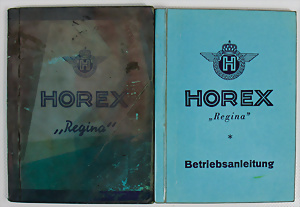 H
HOREX
„Regina"
H
HOREX
„Regina"
*
Betriebsanleitung